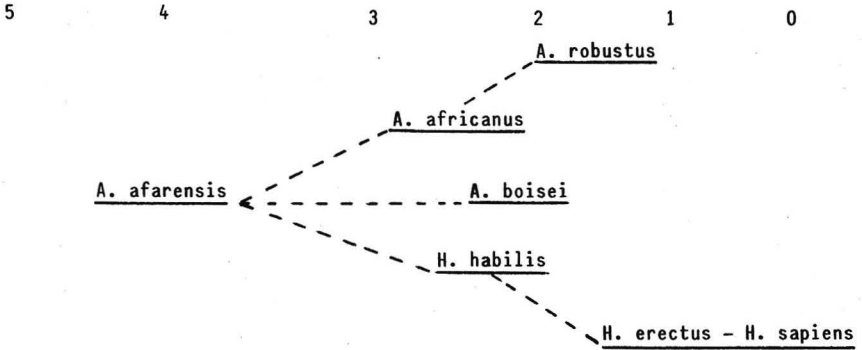 5 4 3 2 1 0
A. robustus
A. africanus
A. afarensis A. boisei
H. habilis
H. erectus - H. sapiens